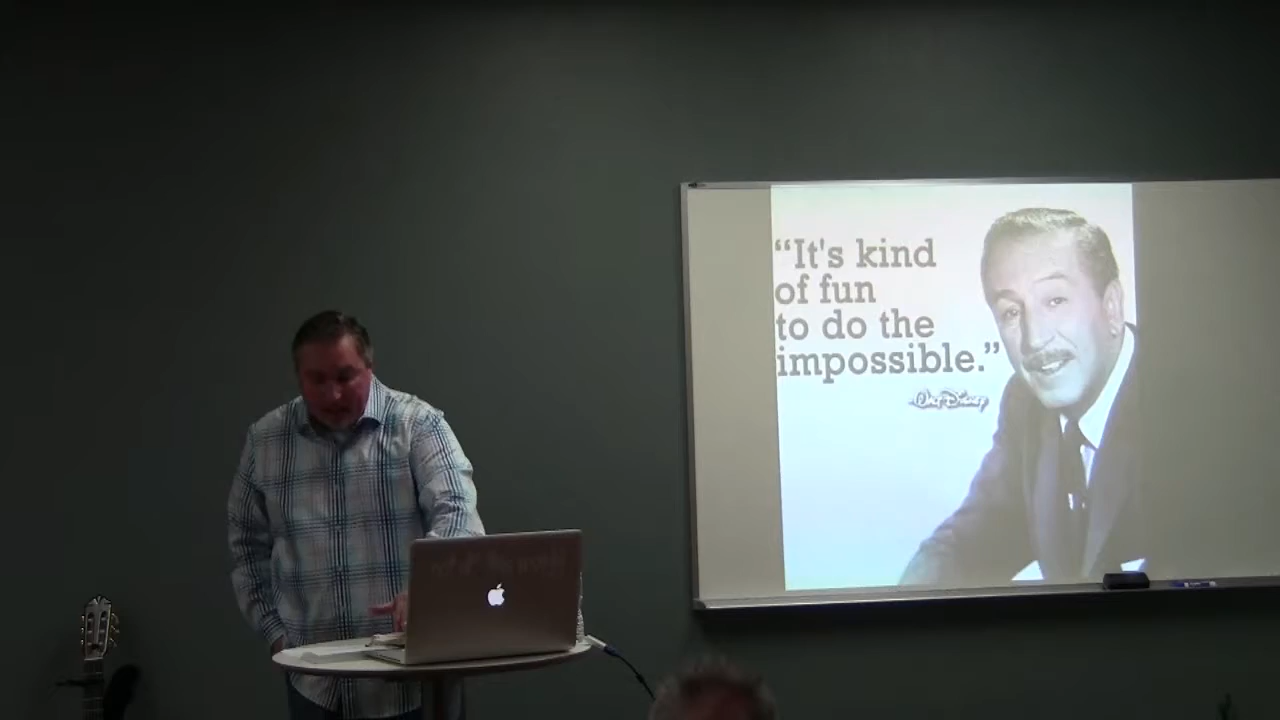 “It's kind
of fun
to do the
impossible.”
-Walt Disney